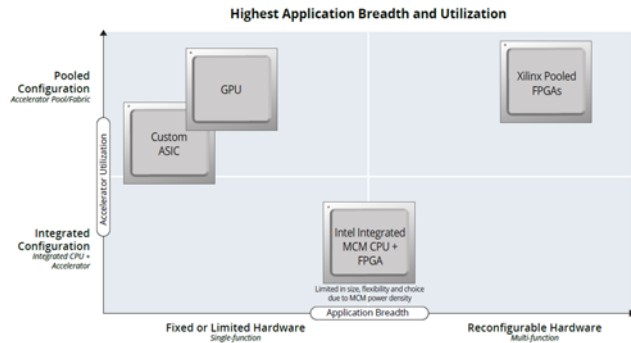 Highest Application Breadth and Utilization
Pooled
Configuration
Accelerator Pool/Fabric
GPU
Xilinx Pooled
FPGAs
Custom
ASIC
Accelerator Utilization
Integrated
Configuration
Integrated CPU +
Accelerator
Intel Integrated
MCM CPU +
FPGA
Limited in size, flexibility and choice
due to MCM power density
Application Breadth
Fixed or Limited Hardware
Single-function
Reconfigurable Hardware
Multi-function